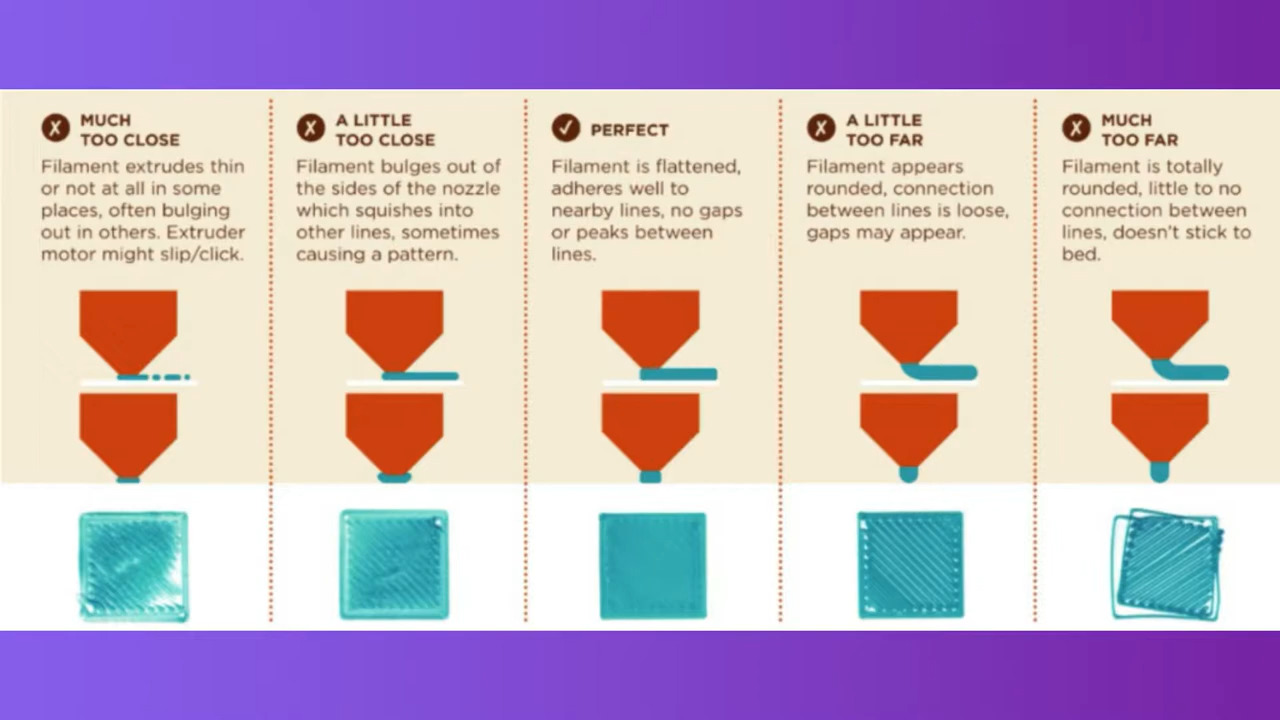 MUCH
TOO CLOSE
Filament extrudes thin
or not at all in some
places, often bulging
out in others. Extruder
motor might slip/click.
A LITTLE
TOO CLOSE
Filament bulges out of
the sides of the nozzle
which squishes into
other lines, sometimes
causing a pattern.
PERFECT
Filament is flattened,
adheres well to
nearby lines, no gaps
or peaks between
lines.
A LITTLE
TOO FAR
Filament appears
rounded, connection
between lines is loose,
gaps may appear.
MUCH
TOO FAR
Filament is totally
rounded, little to no
connection between
lines, doesn't stick to
bed.